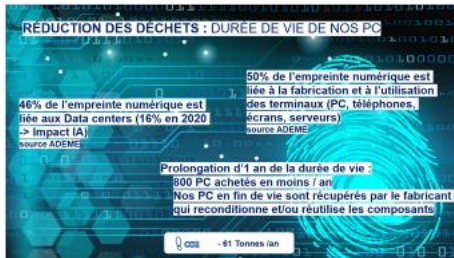 RÉDUCTION DES DÉCHETS : DURÉE DE VIE DE NOS PC
50% de l'empreinte numérique est
liée à la fabrication et à l'utilisation
des terminaux (PC, téléphones,
écrans, serveurs)
source ADEME
46% de l'empreinte numérique est
liée aux Data centers (16% en 2020
-> Impact IA)
source ADEME
Prolongation d'1 an de la durée de vie :
800 PC achetés en moins / an
Nos PC en fin de vie sont récupérés par le fabricant
qui reconditionne et/ou réutilise les composants
CO2 - 61 Tonnes /an